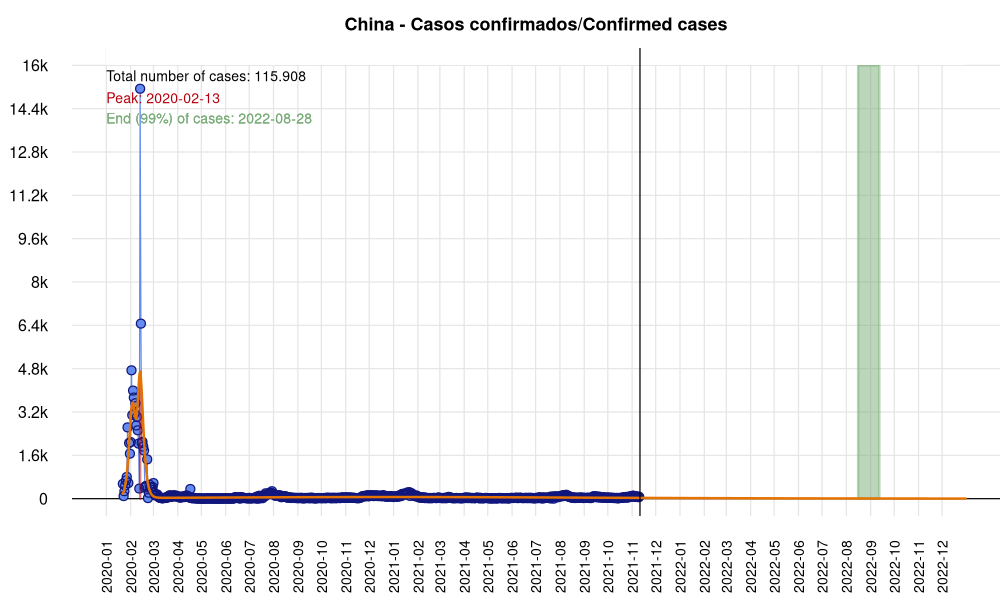 China - Casos confirmados/Confirmed cases
16k
Total number of cases: 115.908
Peak: 2020-02-13
14.4k
End (99%) of cases: 2022-08-28
12.8k
11.2k
9.6k
8k
6.4k
4.8k
3.2k
1.6k
0
2020-01
2020-02
2020-03
2020-04
2020-05
2020-06
2020-07
2020-08
2020-09
2020-10
2020-11
2020-12
2021-01
2021-02
2021-03
2021-04
2021-05
2021-06
2021-07
2021-08
2021-09
2021-10
2021-11
2021-12
2022-01
2022-02
2022-03
2022-04
2022-05
2022-06
2022-07
2022-08
2022-09
2022-10
2022-11
2022-12